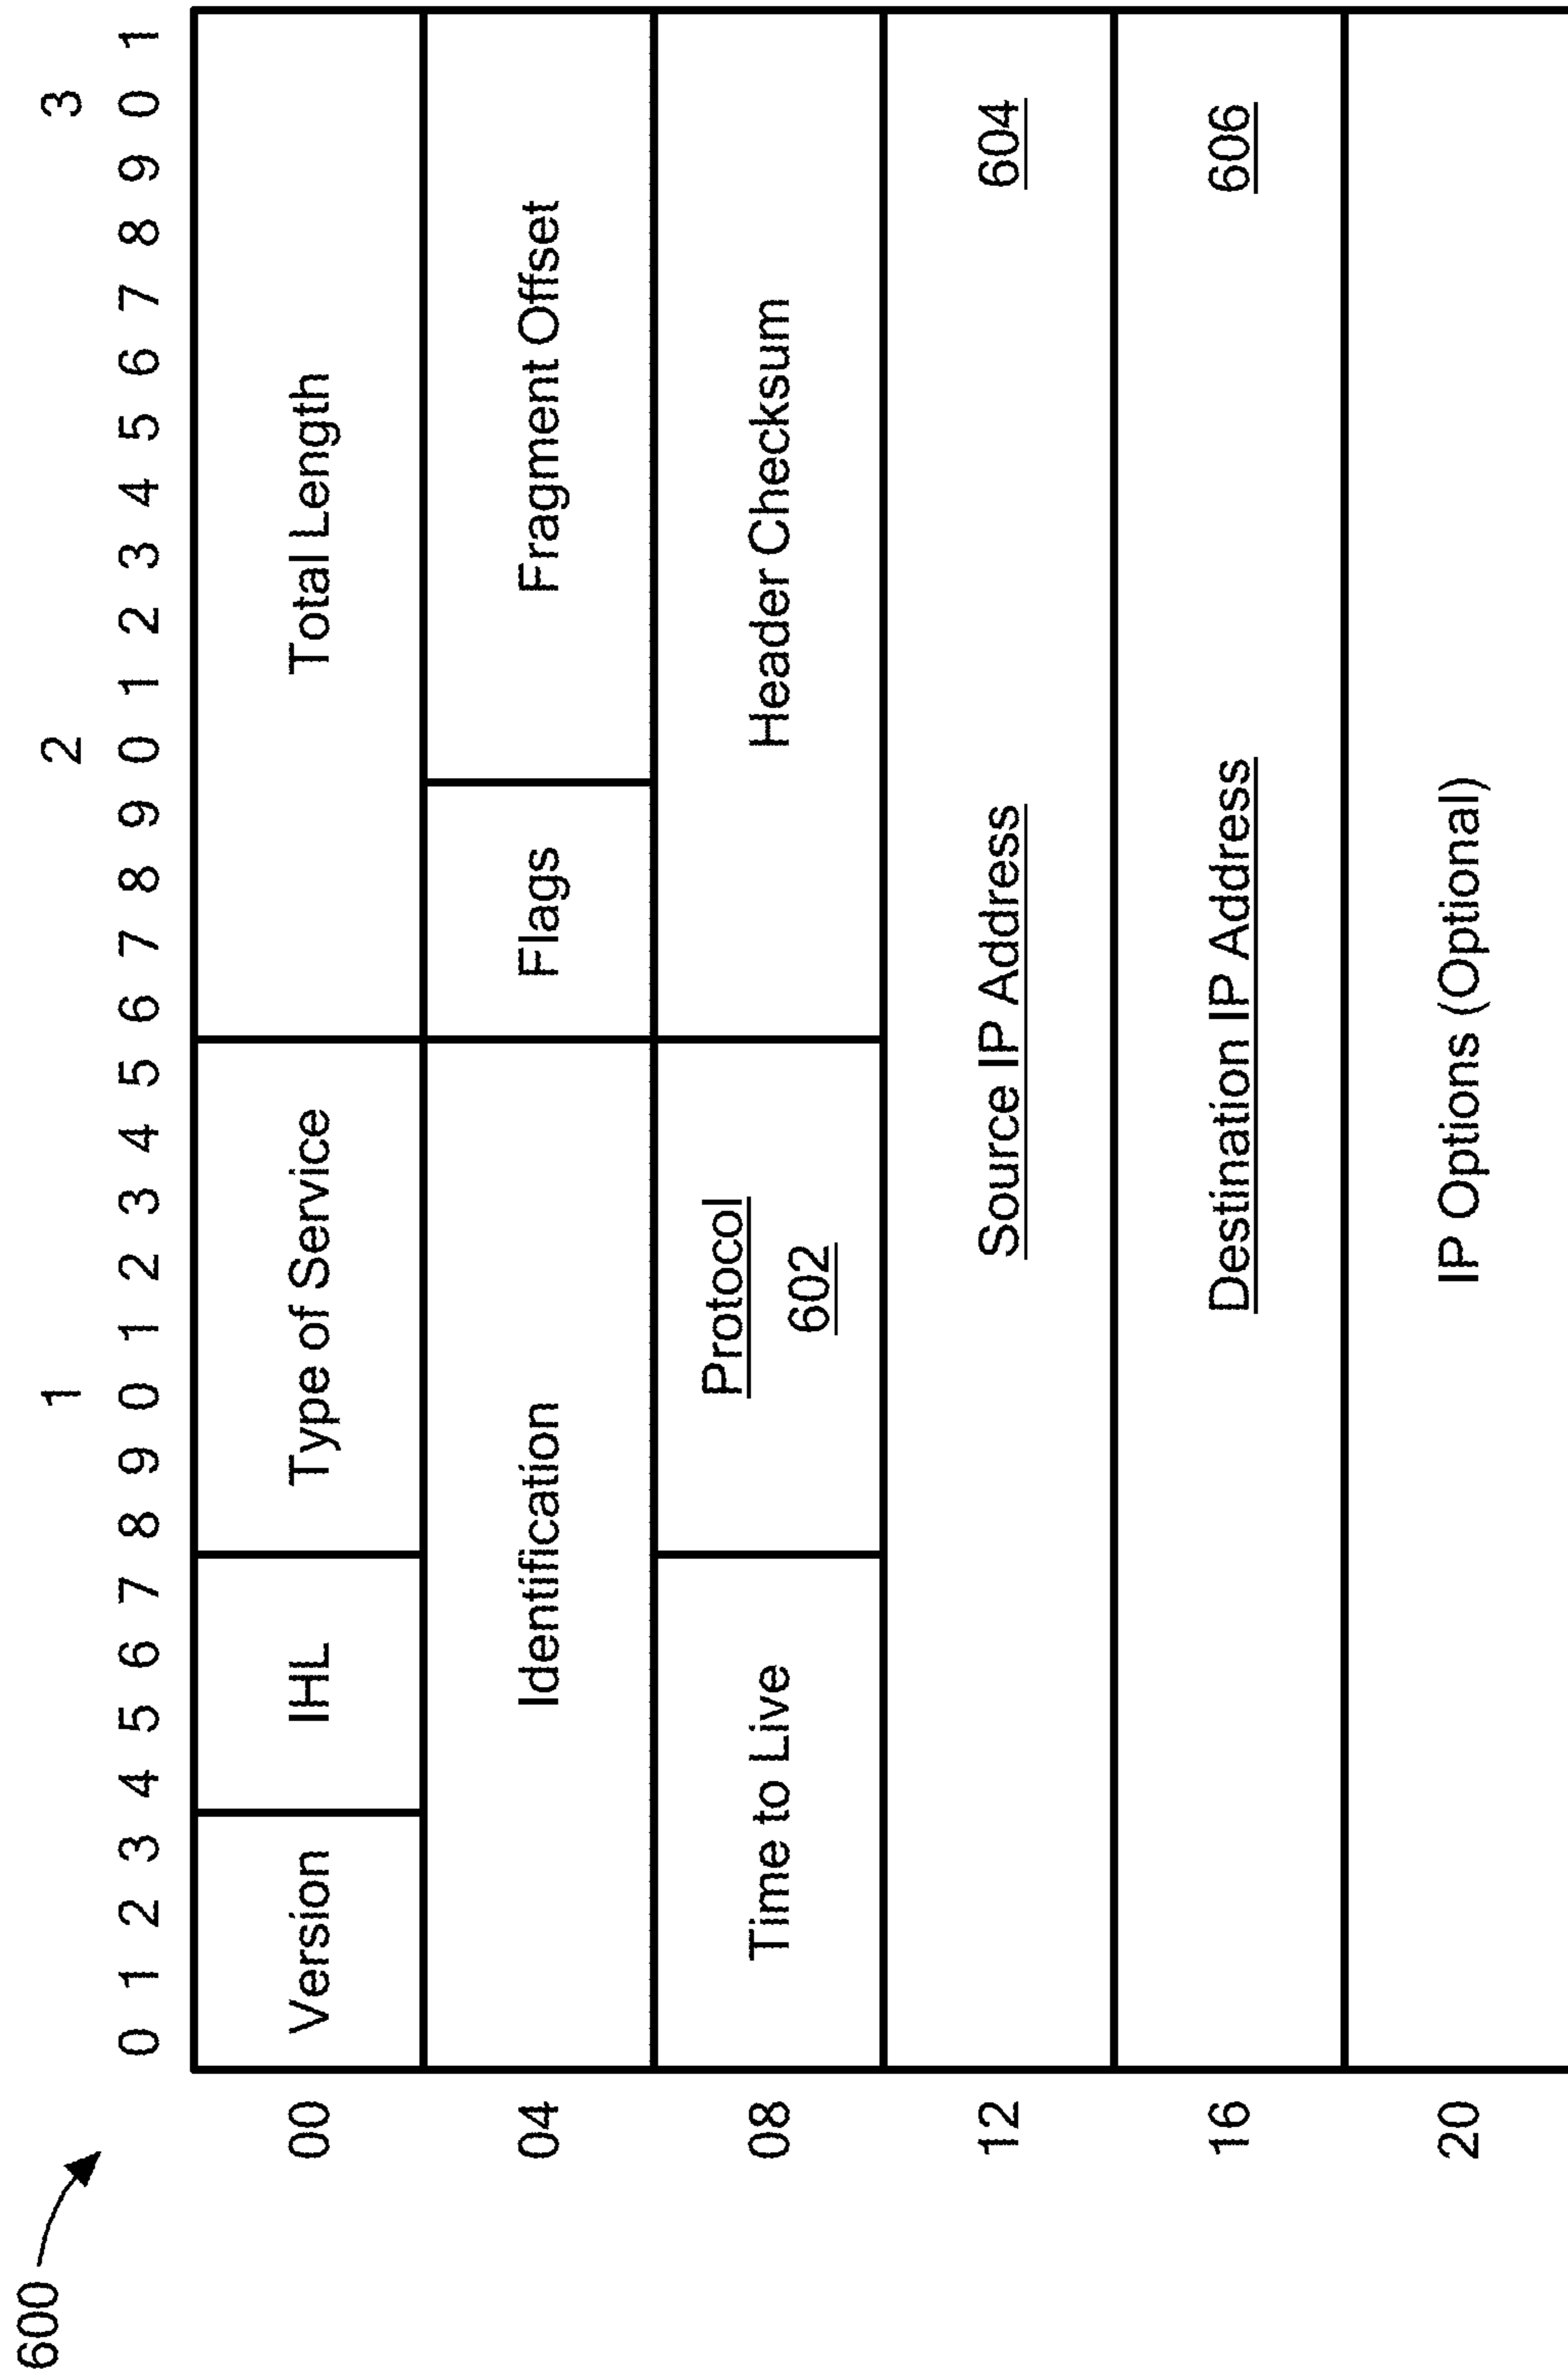 600
1 2 3
0 1 2 3 4 5 6 7 8 9 0 1 2 3 4 5 6 7 8 9 0 1 2 3 4 5 6 7 8 9 0 1
00 Version IHL Type of Service Total Length
04 Identification Flags Fragment Offset
08 Time to Live Protocol 602 Header Checksum
12 Source IP Address 604
16 Destination IP Address 606
20 IP Options (Optional)